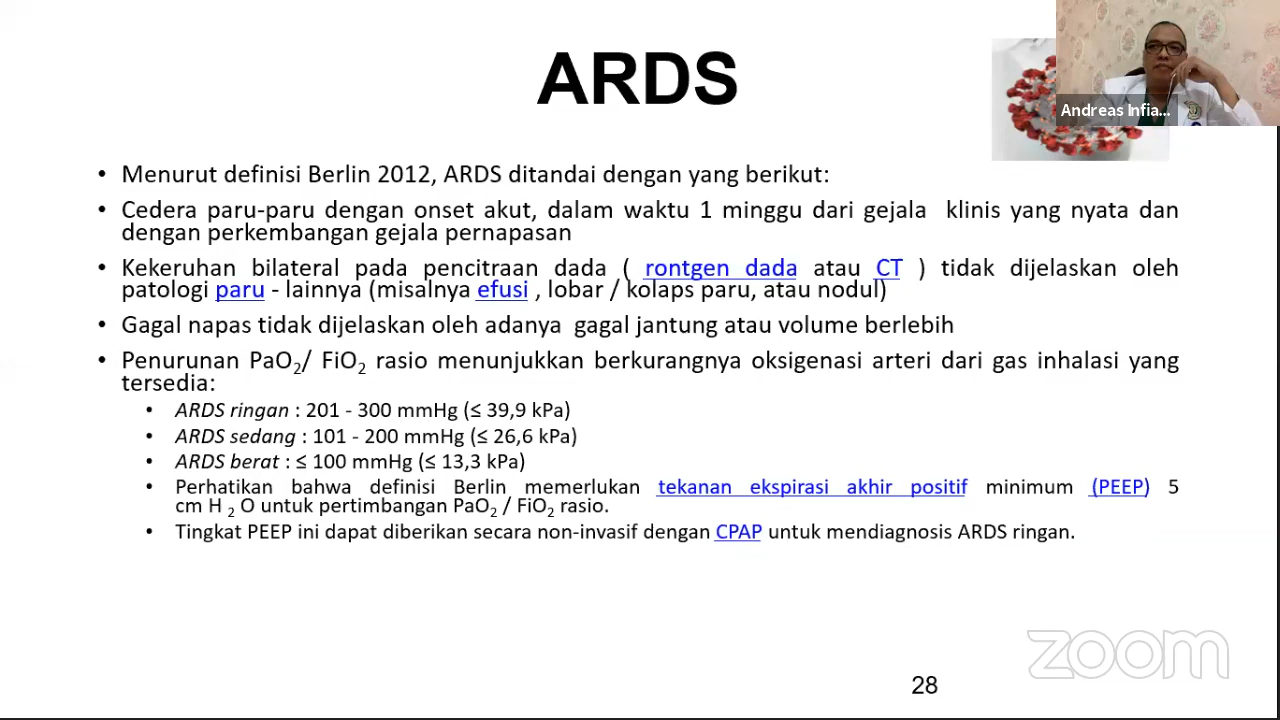 ARDS
Andreas Infia...
• Menurut definisi Berlin 2012, ARDS ditandai dengan yang berikut:
• Cedera paru-paru dengan onset akut, dalam waktu 1 minggu dari gejala klinis yang nyata dan
dengan perkembangan gejala pernapasan
• Kekeruhan bilateral pada pencitraan dada ( rontgen dada atau CT ) tidak dijelaskan oleh
patologi paru - lainnya (misalnya efusi , lobar / kolaps paru, atau nodul)
• Gagal napas tidak dijelaskan oleh adanya gagal jantung atau volume berlebih
• Penurunan PaO₂/ FiO₂ rasio menunjukkan berkurangnya oksigenasi arteri dari gas inhalasi yang
tersedia:
• ARDS ringan : 201 - 300 mmHg (≤ 39,9 kPa)
• ARDS sedang : 101 - 200 mmHg (≤ 26,6 kPa)
• ARDS berat : ≤ 100 mmHg (≤ 13,3 kPa)
• Perhatikan bahwa definisi Berlin memerlukan tekanan ekspirasi akhir positif minimum (PEEP) 5
cm H ₂ O untuk pertimbangan PaO₂ / FiO₂ rasio.
• Tingkat PEEP ini dapat diberikan secara non-invasif dengan CPAP untuk mendiagnosis ARDS ringan.
zoom
28